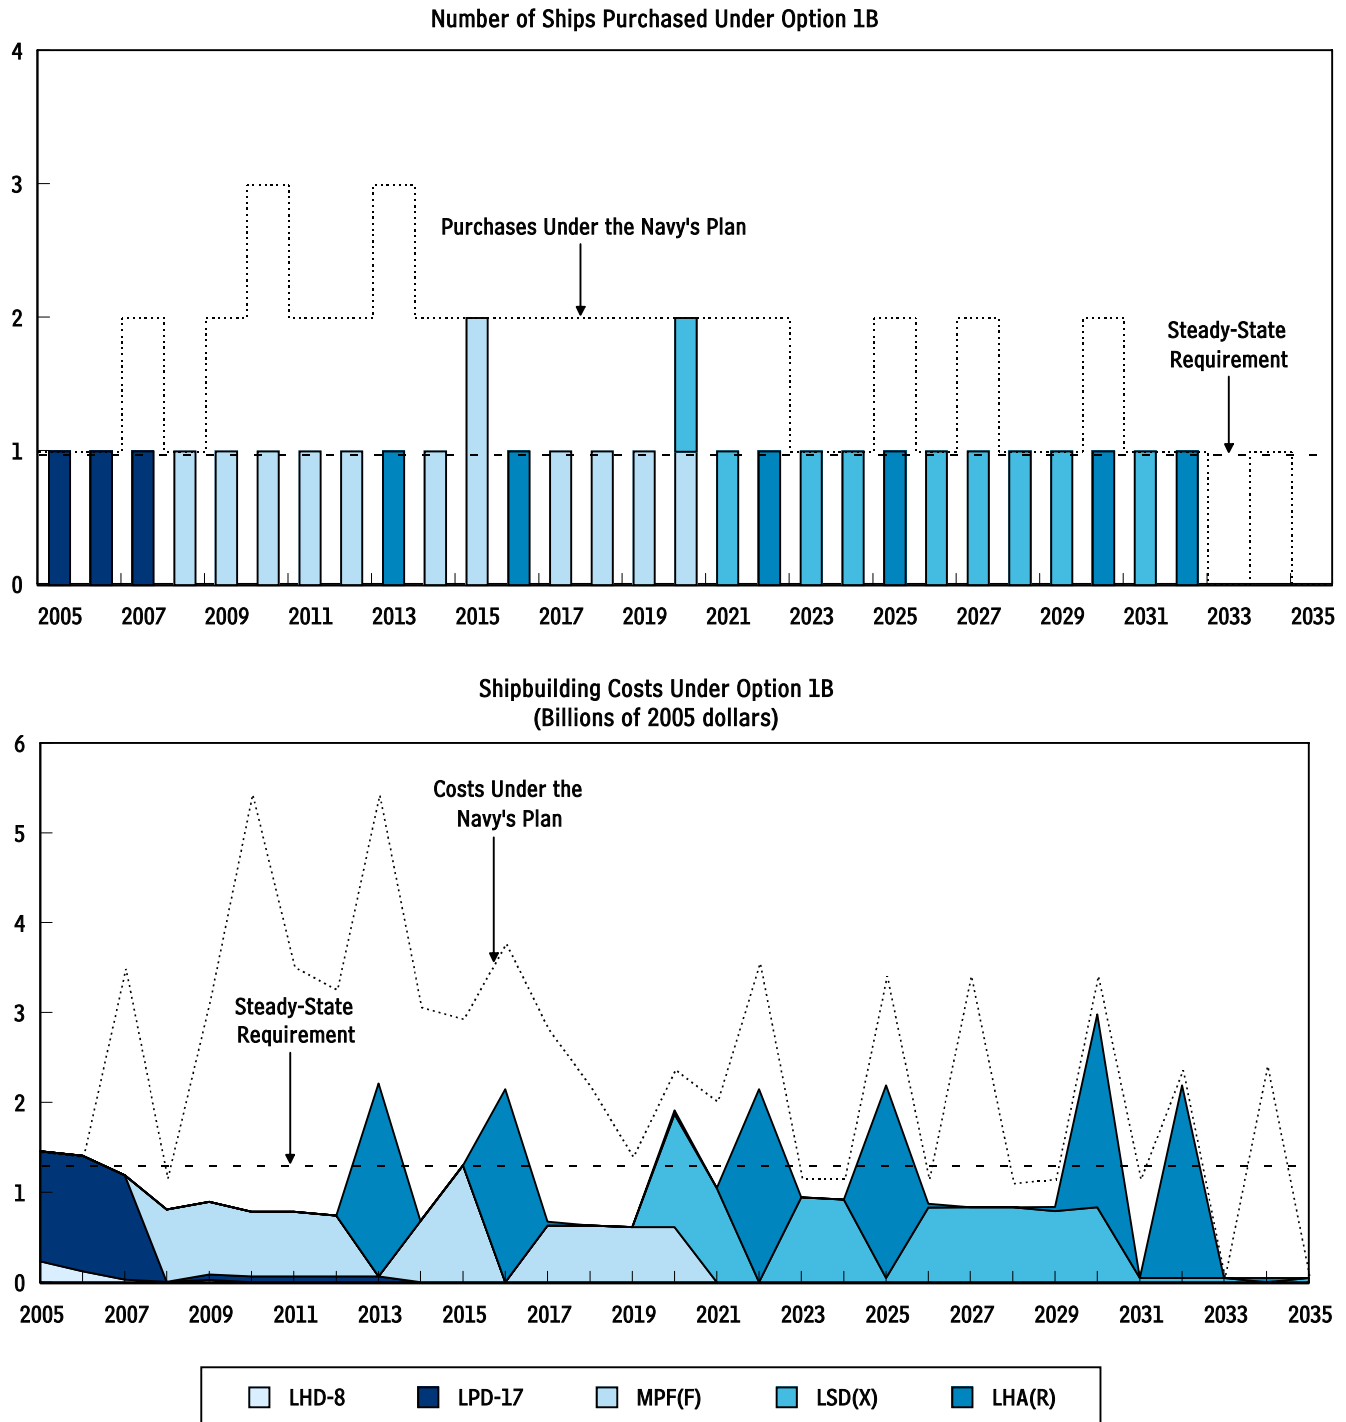 Number of Ships Purchased Under Option 1B
4
3
2
1
0
Purchases Under the Navy's Plan
Steady-State
Requirement
2005 2007 2009 2011 2013 2015 2017 2019 2021 2023 2025 2027 2029 2031 2033 2035
Shipbuilding Costs Under Option 1B
(Billions of 2005 dollars)
6
5
4
3
2
1
0
Costs Under the
Navy's Plan
Steady-State
Requirement
2005 2007 2009 2011 2013 2015 2017 2019 2021 2023 2025 2027 2029 2031 2033 2035
LHD-8 LPD-17 MPF(F) LSD(X) LHA(R)